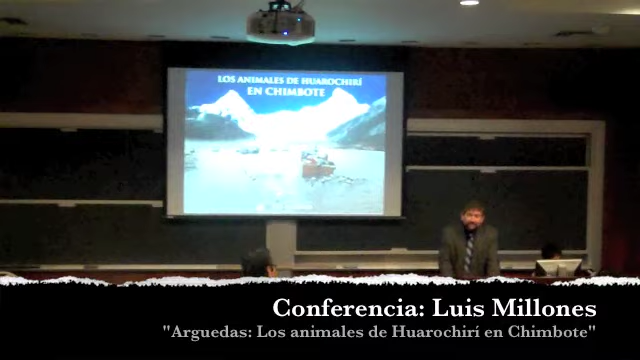 LOS ANIMALES DE HUAROCHIRÍ
EN CHIMBOTE
Conferencia: Luis Millones
"Arguedas: Los animales de Huarochirí en Chimbote"